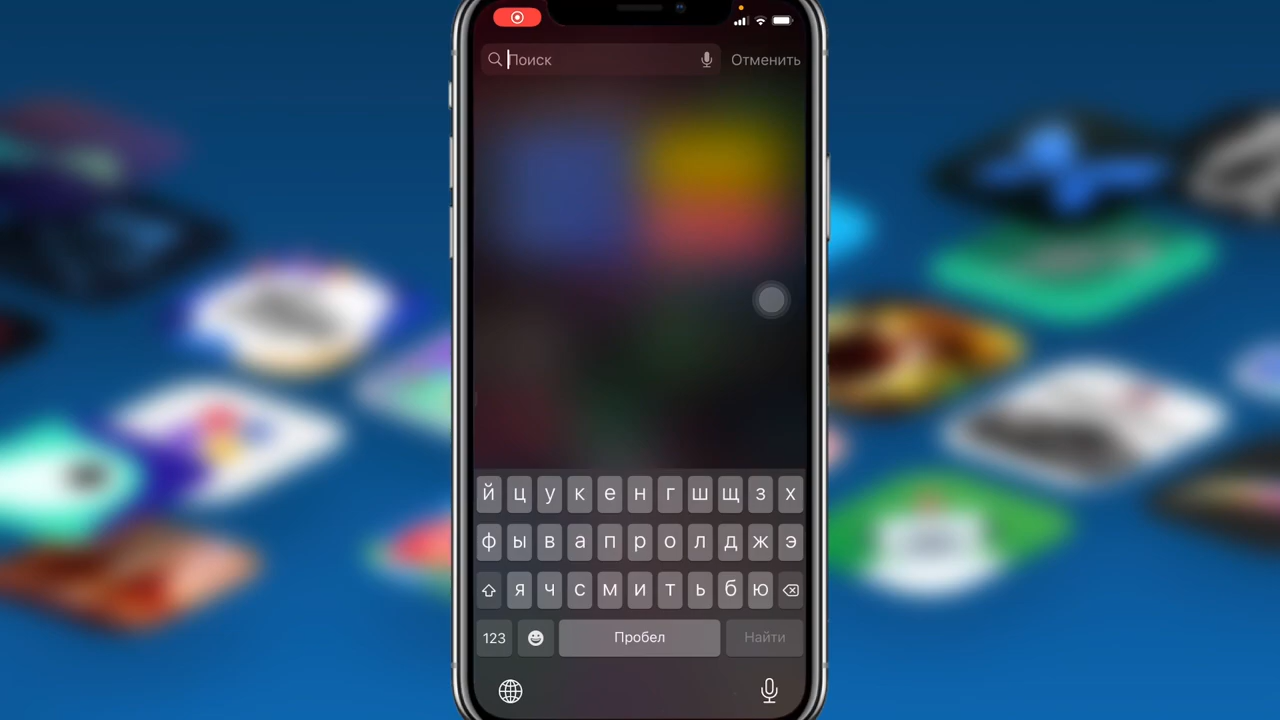 Поиск
Отменить
й ц у к е н г ш щ з х
ф ы в а п р о л д ж э
я ч с м и т ь б ю
123 Пробел Найти